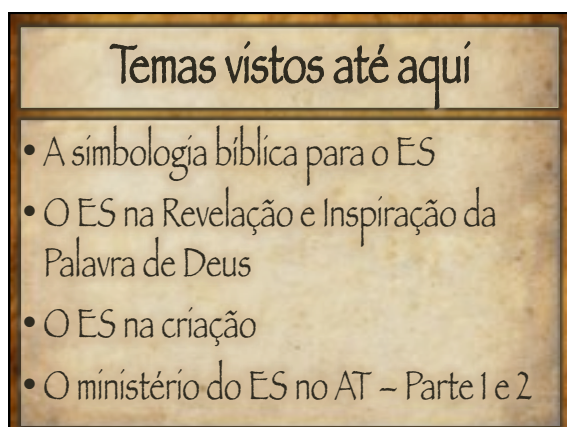 Temas vistos até aqui
• A simbologia bíblica para o ES
• O ES na Revelação e Inspiração da
Palavra de Deus
• O ES na criação
• O ministério do ES no AT – Parte 1 e 2